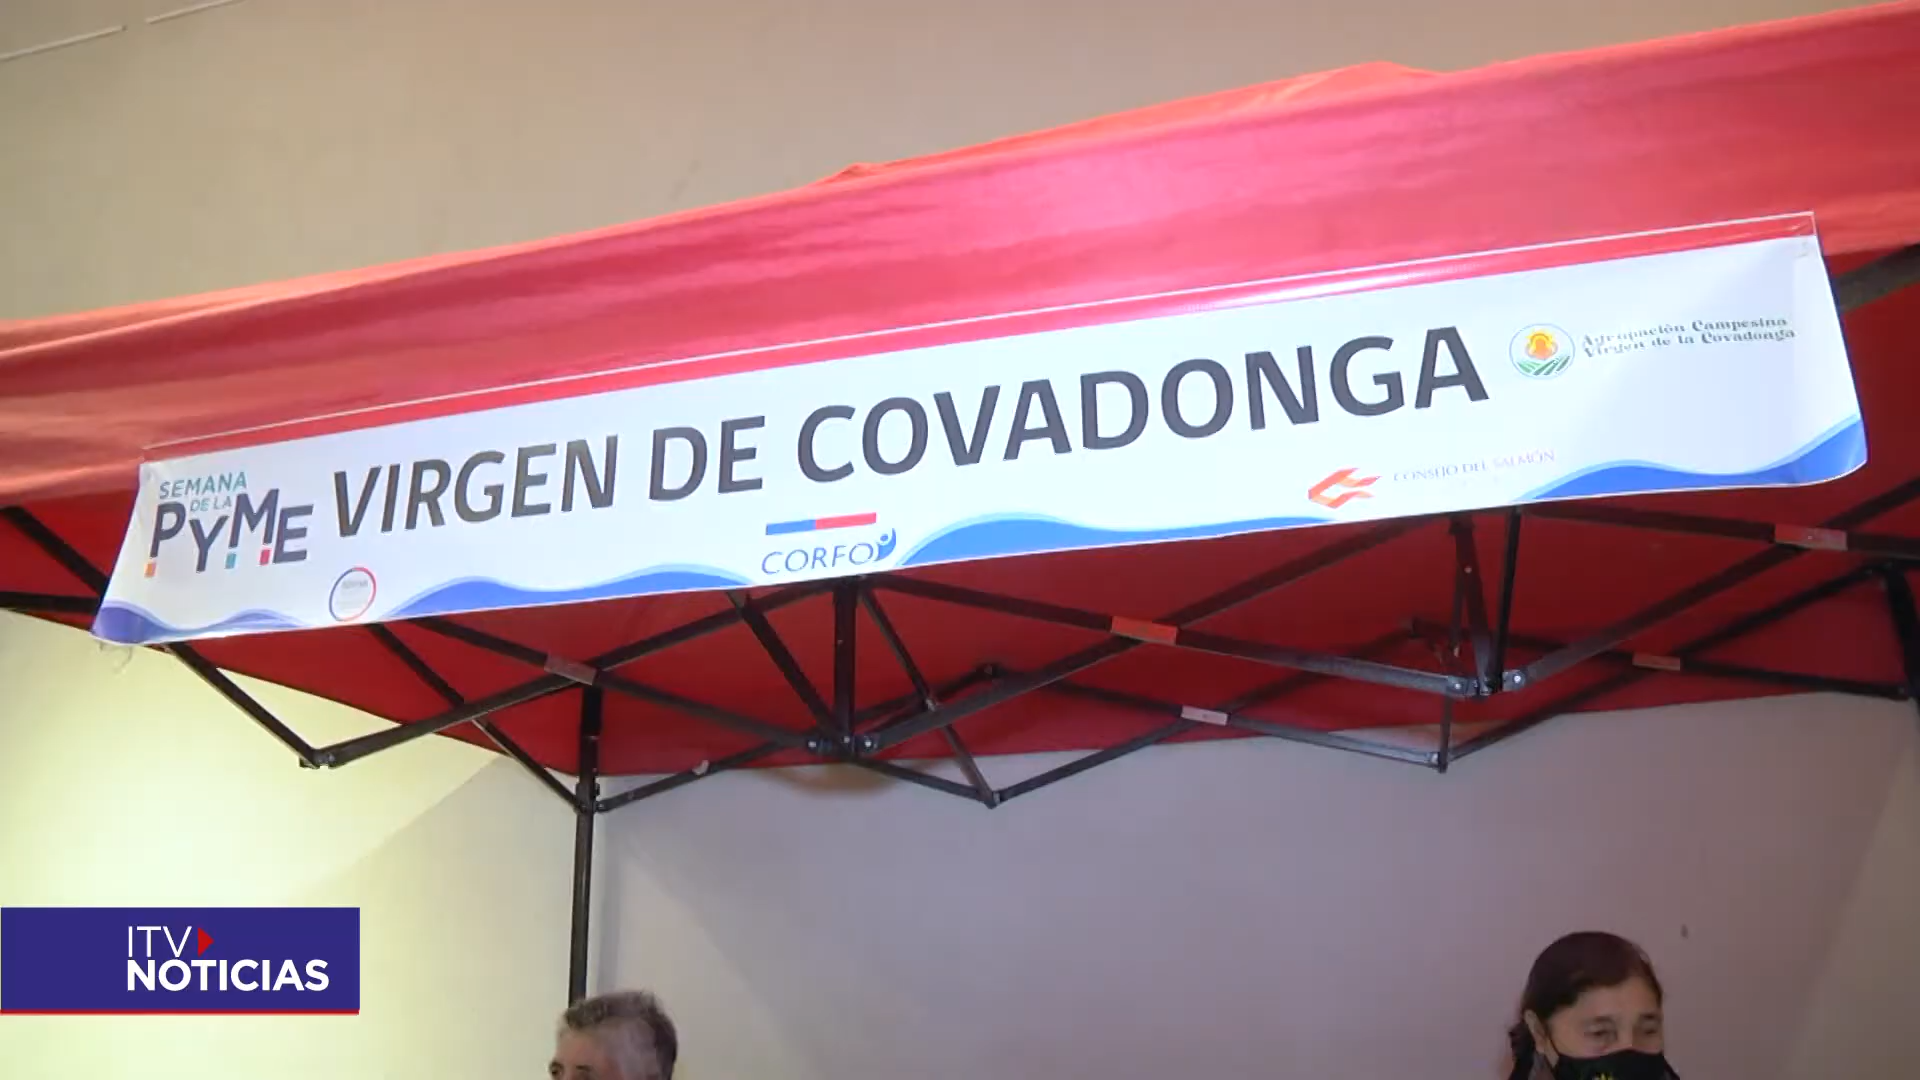 SEMANA
DE LA
PYME
VIRGEN DE COVADONGA
Agrupación Campesina
Virgen de la Covadonga
CORFO
CONSEJO DEL SALMÓN
ITV
NOTICIAS